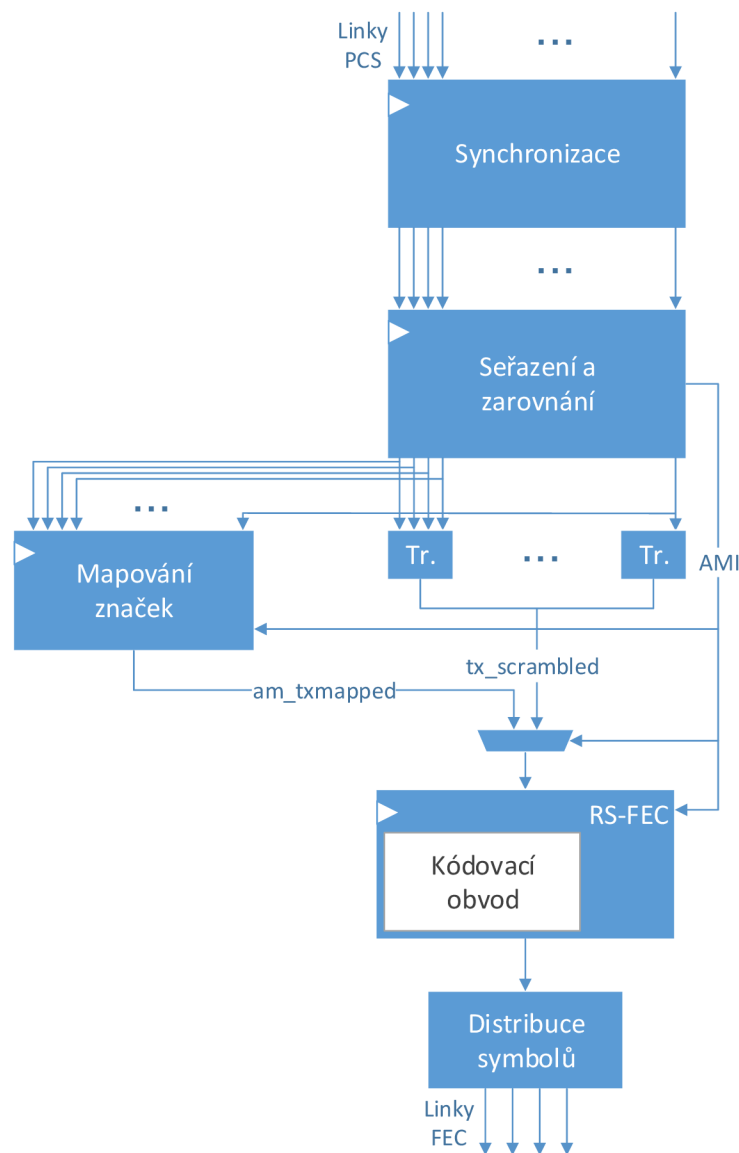 Linky
PCS
...
Synchronizace
...
Seřazení a
zarovnání
...
Mapování
značek
Tr.
...
Tr.
AMI
tx_scrambled
am_txmapped
RS-FEC
Kódovací
obvod
Distribuce
symbolů
Linky
FEC